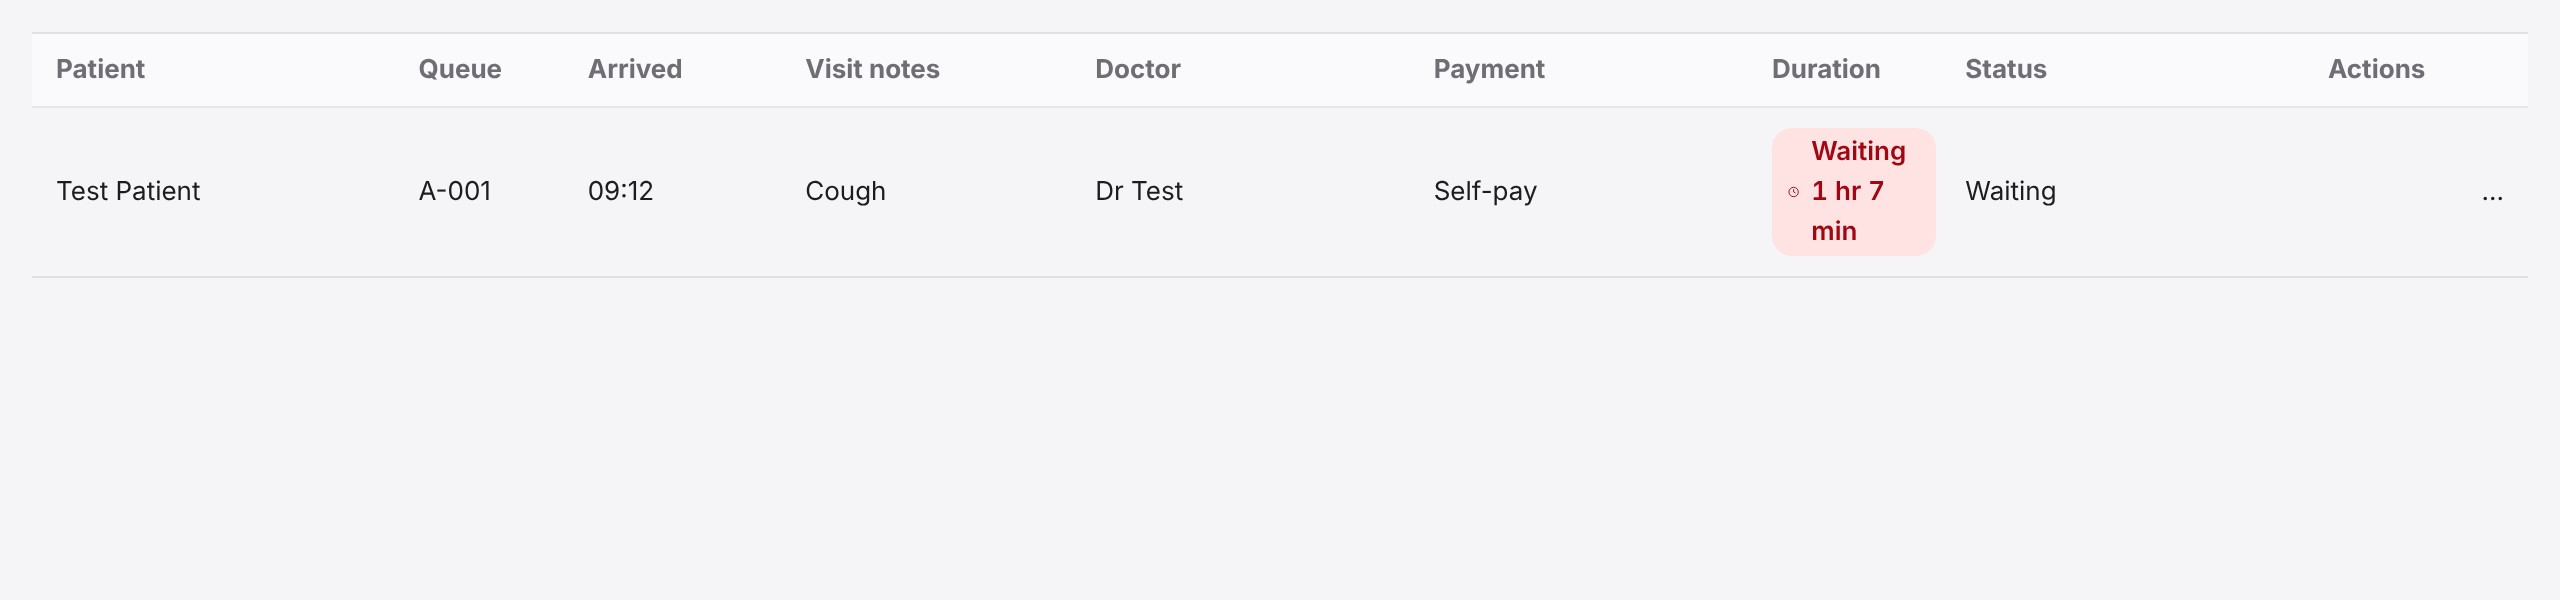 Patient Queue Arrived Visit notes Doctor Payment Duration Status Actions
Test Patient A-001 09:12 Cough Dr Test Self-pay Waiting 1 hr 7 min Waiting ...